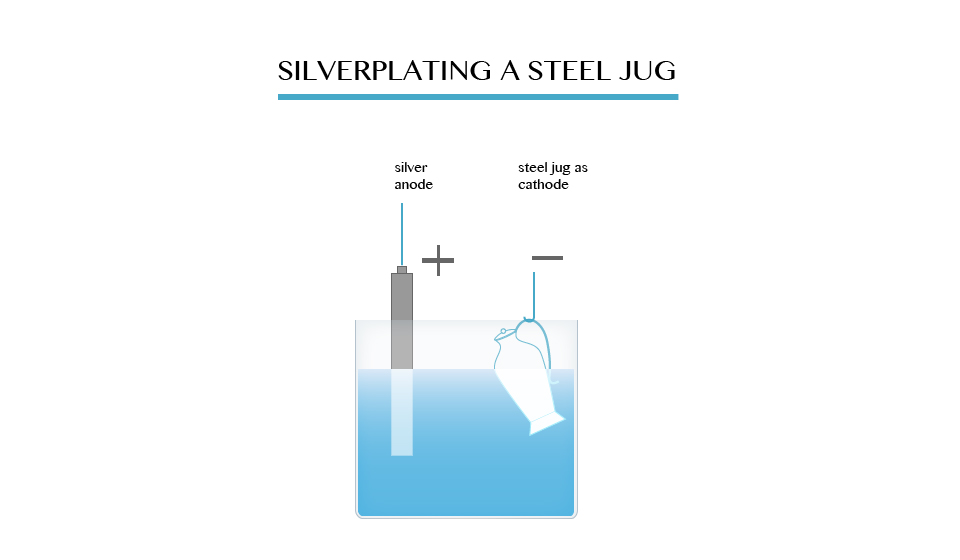 SILVERPLATING A STEEL JUG
silver
anode
steel jug as
cathode
+
−